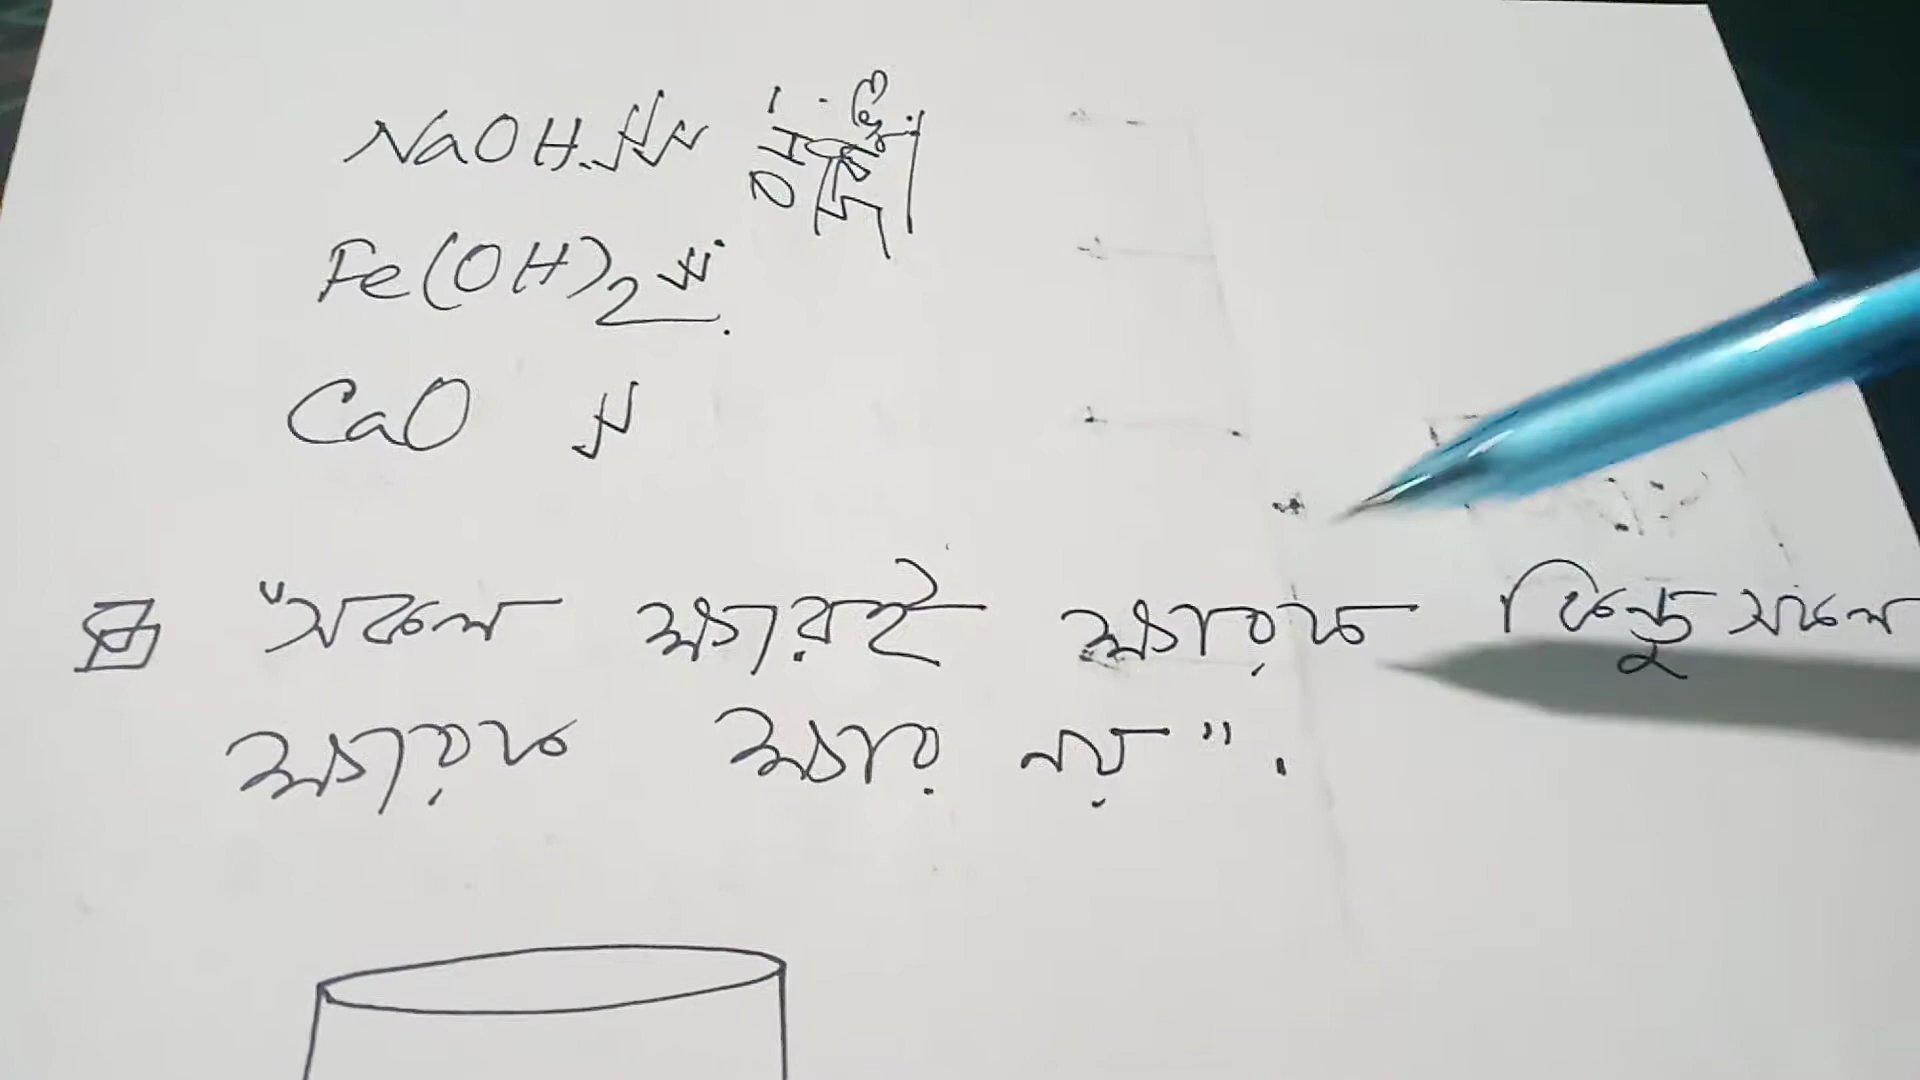 NaOH
Fe(OH)2
CaO
"সকল ক্ষারই ক্ষারক কিন্তু সকল
ক্ষারক ক্ষার নয়".